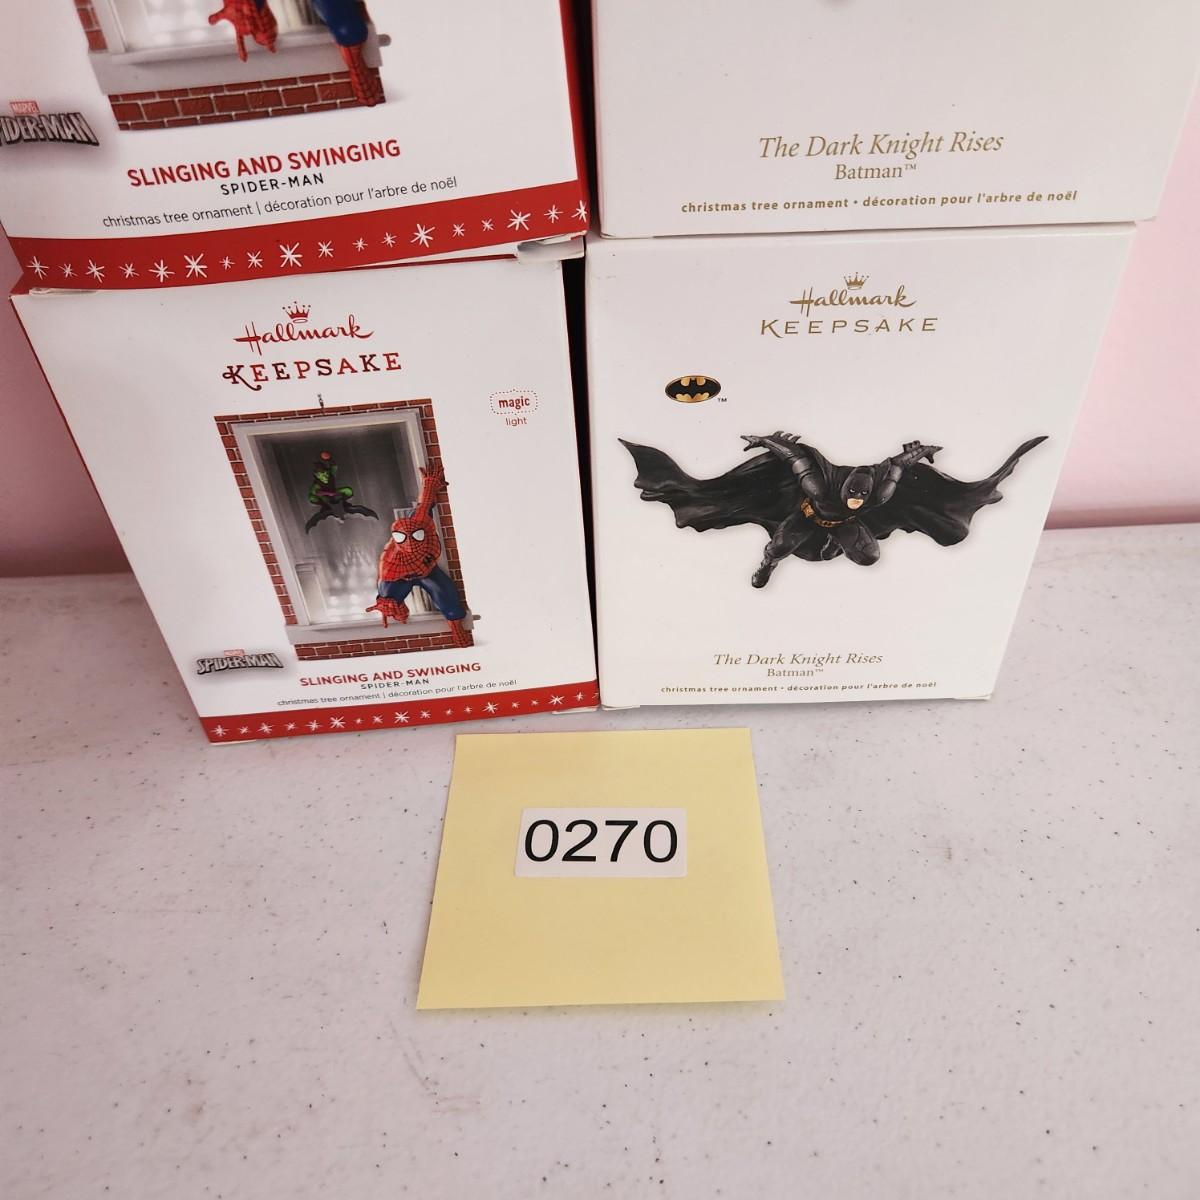 MARVEL
SPIDER-MAN
SLINGING AND SWINGING
SPIDER-MAN
christmas tree ornament | décoration pour l'arbre de noël
The Dark Knight Rises
Batman™
christmas tree ornament • décoration pour l'arbre de noël
Hallmark
KEEPSAKE
magic
light
MARVEL
SPIDER-MAN
SLINGING AND SWINGING
SPIDER-MAN
christmas tree ornament | décoration pour l'arbre de noël
Hallmark
KEEPSAKE
™
The Dark Knight Rises
Batman™
christmas tree ornament • décoration pour l'arbre de noël
0270